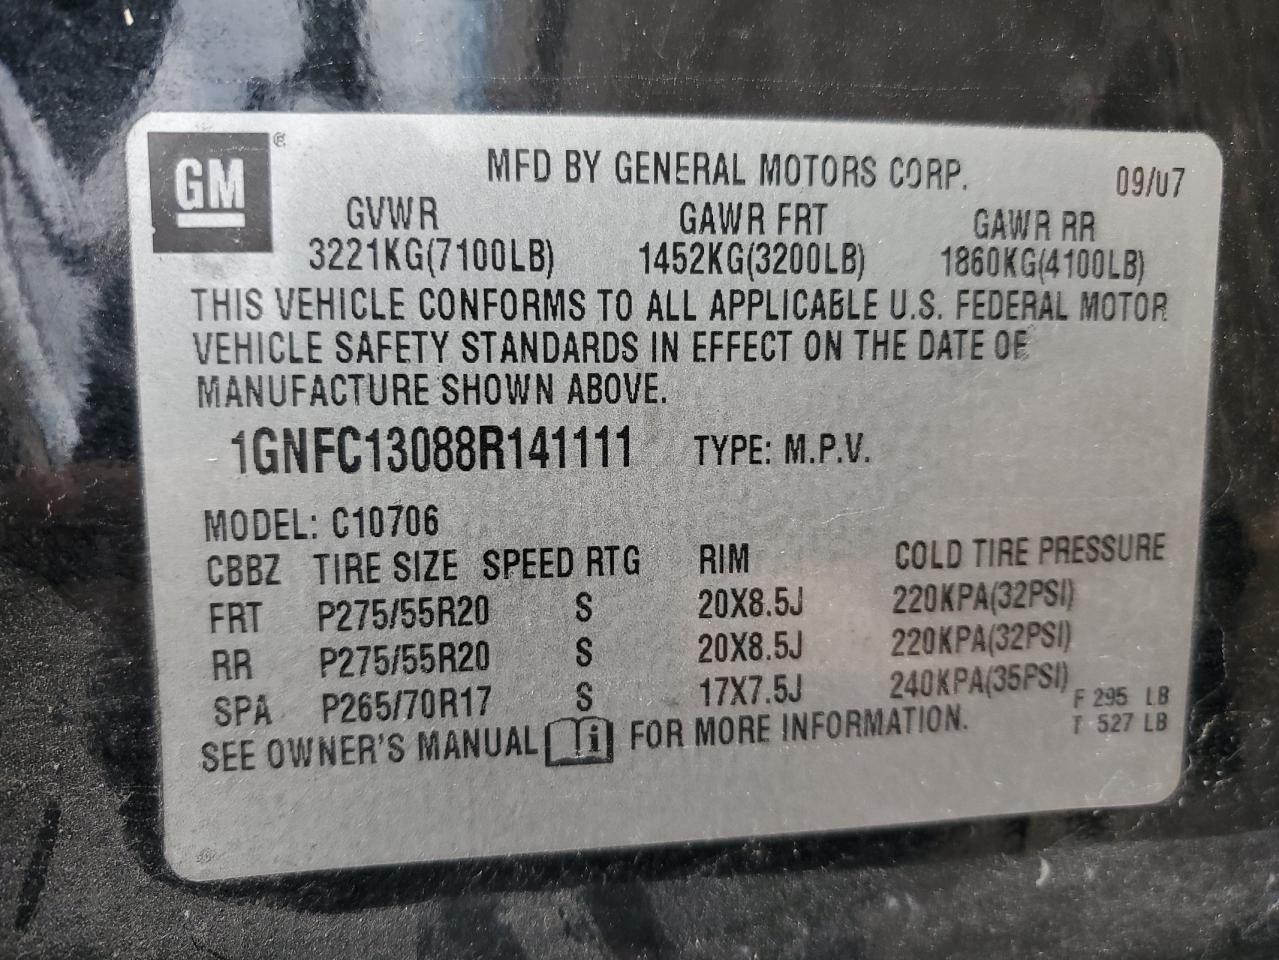 GM ®
MFD BY GENERAL MOTORS CORP. 09/07
GVWR GAWR FRT GAWR RR
3221KG(7100LB) 1452KG(3200LB) 1860KG(4100LB)
THIS VEHICLE CONFORMS TO ALL APPLICABLE U.S. FEDERAL MOTOR
VEHICLE SAFETY STANDARDS IN EFFECT ON THE DATE OF
MANUFACTURE SHOWN ABOVE.
1GNFC13088R141111 TYPE: M.P.V.
MODEL: C10706
CBBZ TIRE SIZE SPEED RTG RIM COLD TIRE PRESSURE
FRT P275/55R20 S 20X8.5J 220KPA(32PSI)
RR P275/55R20 S 20X8.5J 220KPA(32PSI)
SPA P265/70R17 S 17X7.5J 240KPA(35PSI)
F 295 LB
T 527 LB
SEE OWNER'S MANUAL i FOR MORE INFORMATION.